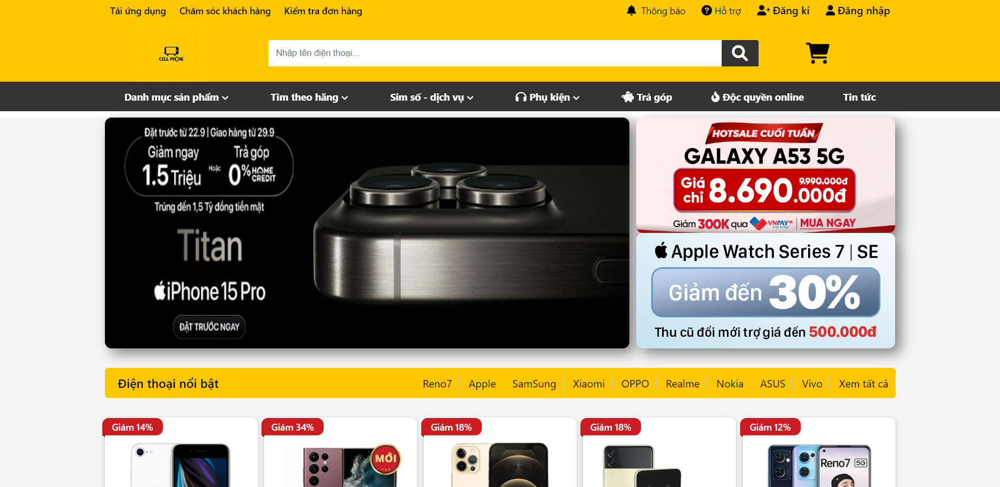 Tải ứng dụng Chăm sóc khách hàng Kiểm tra đơn hàng Thông báo Hỗ trợ Đăng kí Đăng nhập
CELL PHONE
Nhập tên điện thoại...
Danh mục sản phẩm Tìm theo hãng Sim số - dịch vụ Phụ kiện Trả góp Độc quyền online Tin tức
Đặt trước từ 22.9 | Giao hàng từ 29.9
Giảm ngay
1.5 Triệu
Hoặc
Trả góp
0% HOME CREDIT
Trúng đến 1,5 Tỷ đồng tiền mặt
Titan
iPhone 15 Pro
ĐẶT TRƯỚC NGAY
HOTSALE CUỐI TUẦN
GALAXY A53 5G
Giá chỉ 8.690.000đ 9.990.000đ
Giảm 300K qua VNPAY QR Scan to Pay | MUA NGAY
Apple Watch Series 7 | SE
Giảm đến 30%
Thu cũ đổi mới trợ giá đến 500.000đ
Điện thoại nổi bật Reno7 Apple SamSung Xiaomi OPPO Realme Nokia ASUS Vivo Xem tất cả
Giảm 14% Giảm 34% Giảm 18% Giảm 18% Giảm 12%
MỚI
Reno7 5G